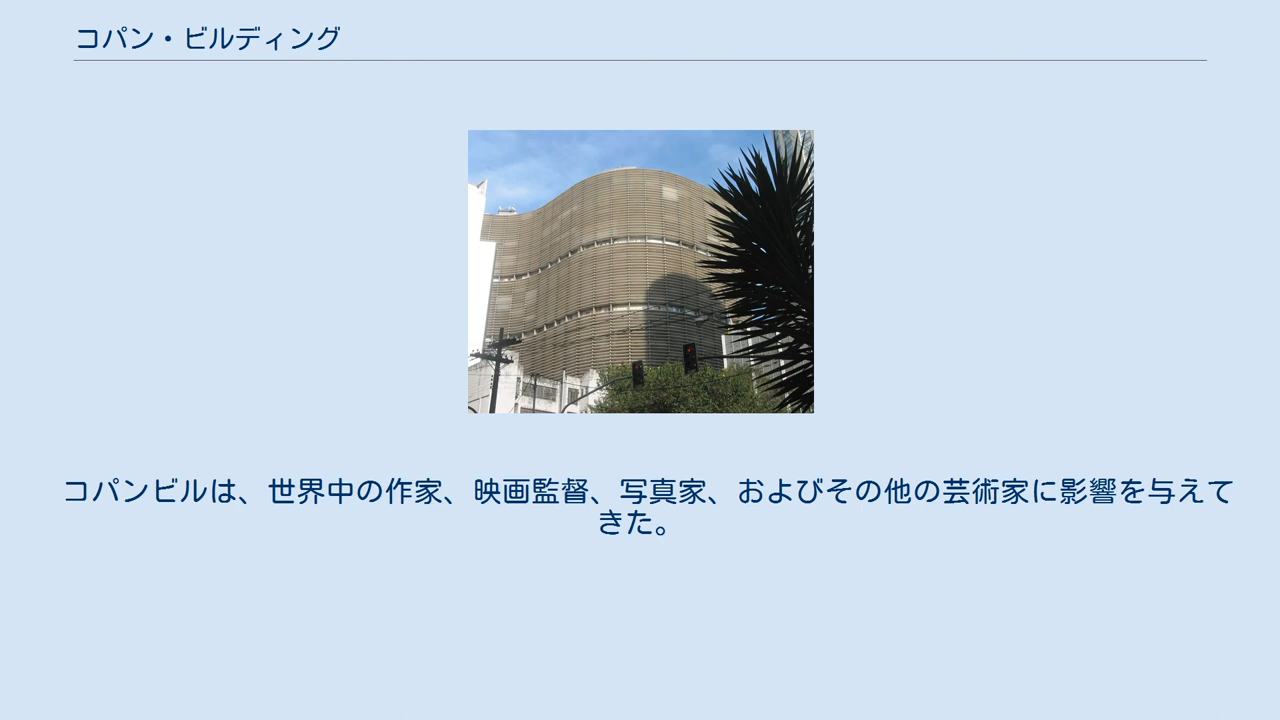 コパン・ビルディング
コパンビルは、世界中の作家、映画監督、写真家、およびその他の芸術家に影響を与えて
きた。